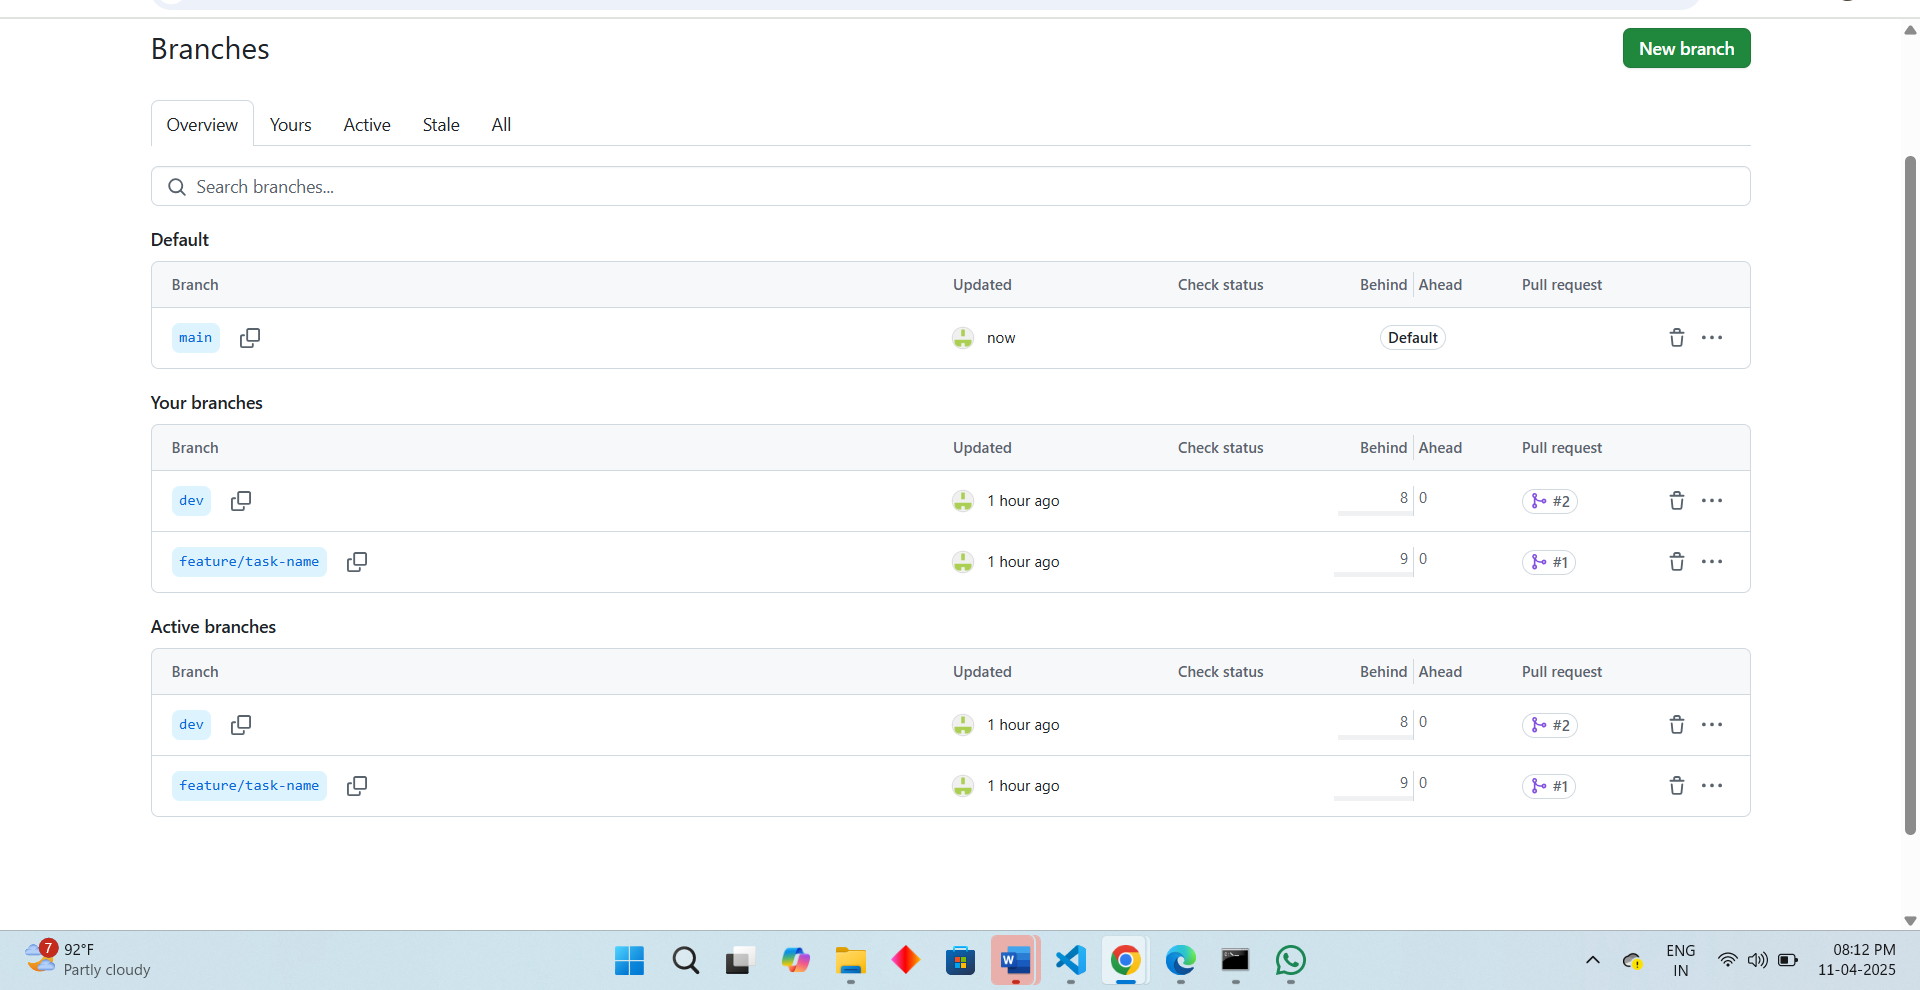 Branches
New branch
Overview Yours Active Stale All
Search branches...
Default
Branch Updated Check status Behind Ahead Pull request
main now Default
Your branches
Branch Updated Check status Behind Ahead Pull request
dev 1 hour ago 8 0 #2
feature/task-name 1 hour ago 9 0 #1
Active branches
Branch Updated Check status Behind Ahead Pull request
dev 1 hour ago 8 0 #2
feature/task-name 1 hour ago 9 0 #1
7 92°F
Partly cloudy
W
ENG
IN
08:12 PM
11-04-2025